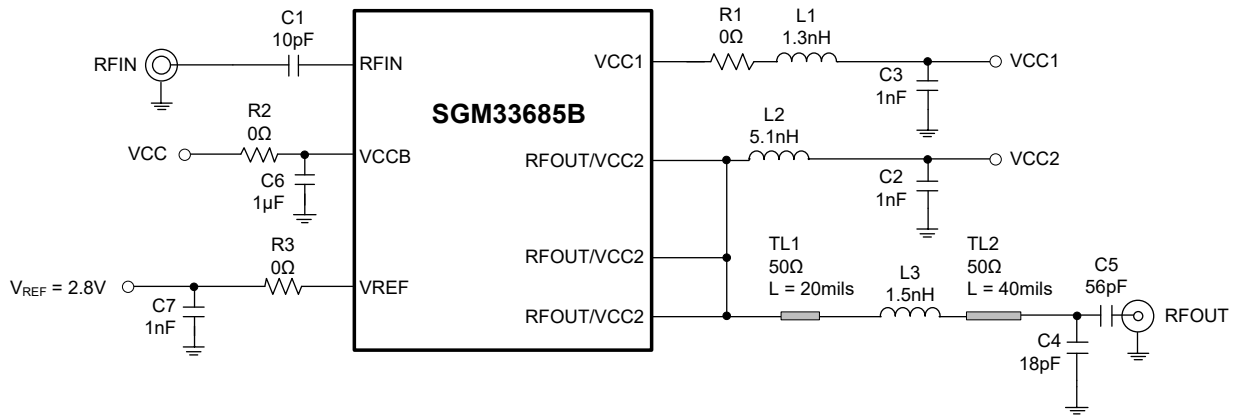 C1
10pF
RFIN
RFIN
R2
0Ω
VCC
VCCB
C6
1µF
R3
0Ω
V_REF = 2.8V
VREF
C7
1nF
SGM33685B
VCC1
R1
0Ω
L1
1.3nH
VCC1
C3
1nF
RFOUT/VCC2
L2
5.1nH
VCC2
C2
1nF
RFOUT/VCC2
RFOUT/VCC2
TL1
50Ω
L = 20mils
L3
1.5nH
TL2
50Ω
L = 40mils
C5
56pF
RFOUT
C4
18pF